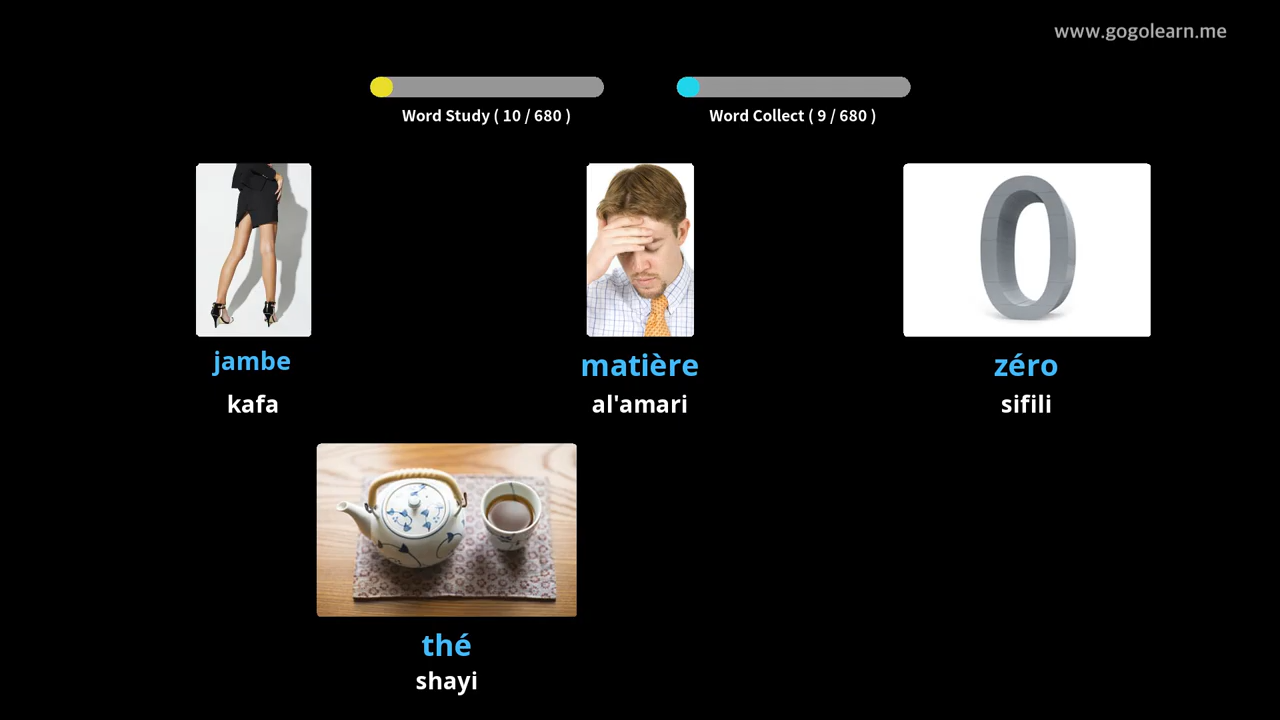 www.gogolearn.me
Word Study ( 10 / 680 )
Word Collect ( 9 / 680 )
jambe
kafa
matière
al'amari
zéro
sifili
thé
shayi